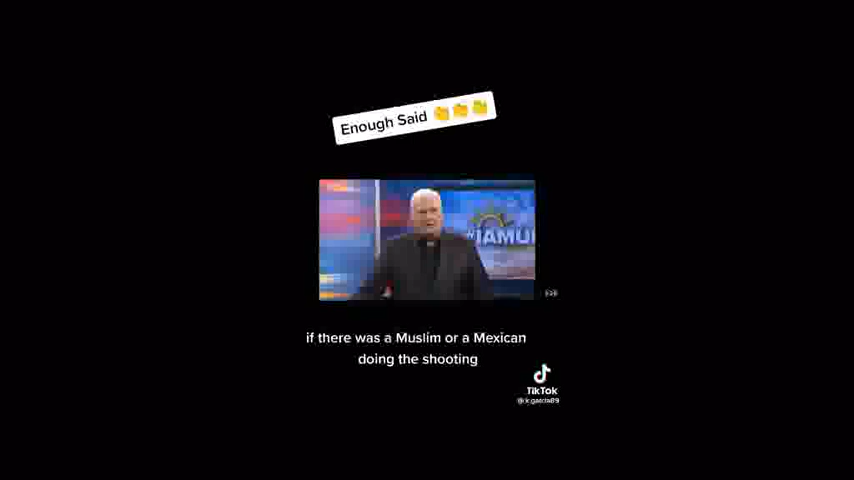 Enough Said 👏👏👏
if there was a Muslim or a Mexican
doing the shooting
TikTok